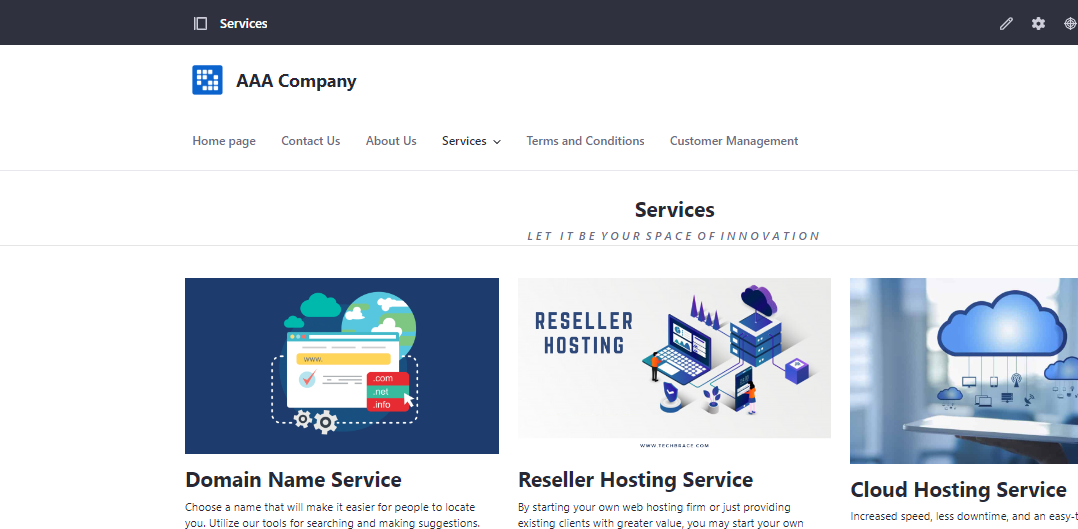 Services
AAA Company
Home page Contact Us About Us Services Terms and Conditions Customer Management
Services
LET IT BE YOUR SPACE OF INNOVATION
www.
.com
.net
.info
RESELLER
HOSTING
WWW.TECHBRACE.COM
Domain Name Service
Choose a name that will make it easier for people to locate
you. Utilize our tools for searching and making suggestions.
Reseller Hosting Service
By starting your own web hosting firm or just providing
existing clients with greater value, you may start your own
Cloud Hosting Service
Increased speed, less downtime, and an easy-t